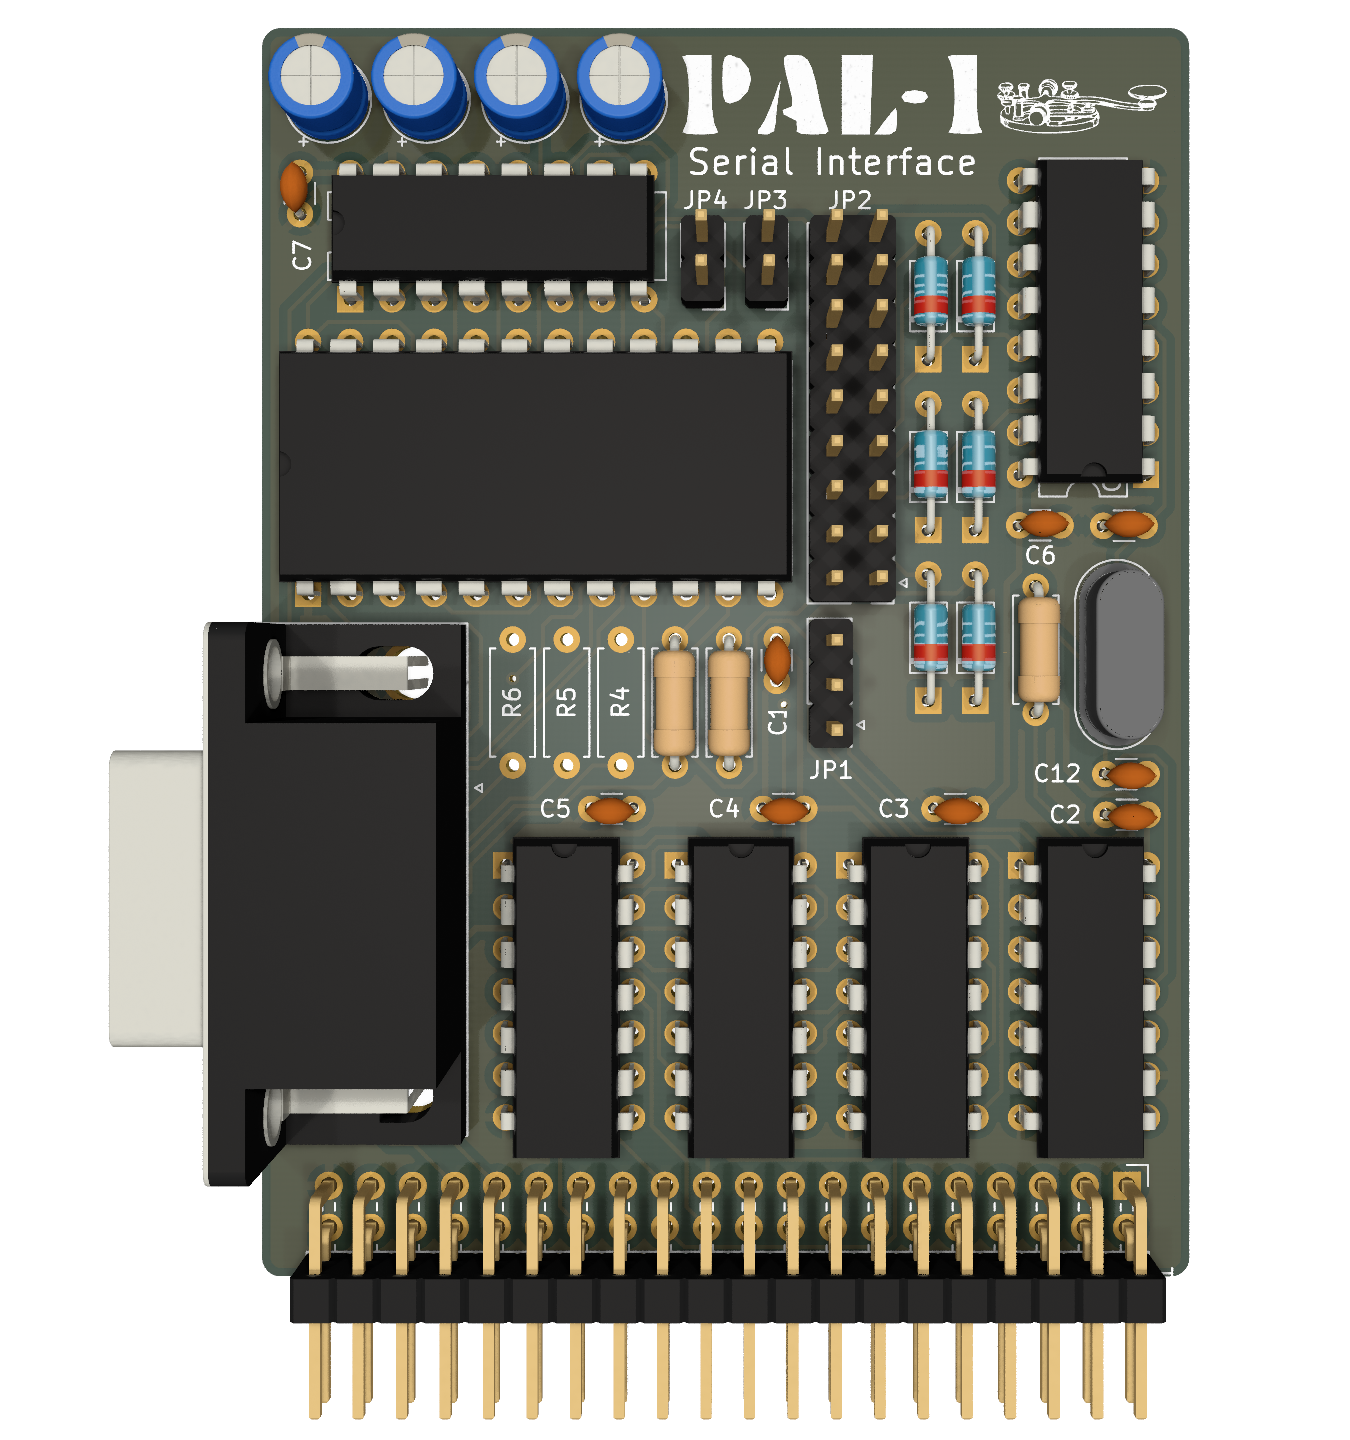 PAL-1
Serial Interface
JP4 JP3 JP2
C7
C6
R6 R5 R4
C1
JP1
C12
C5 C4 C3 C2